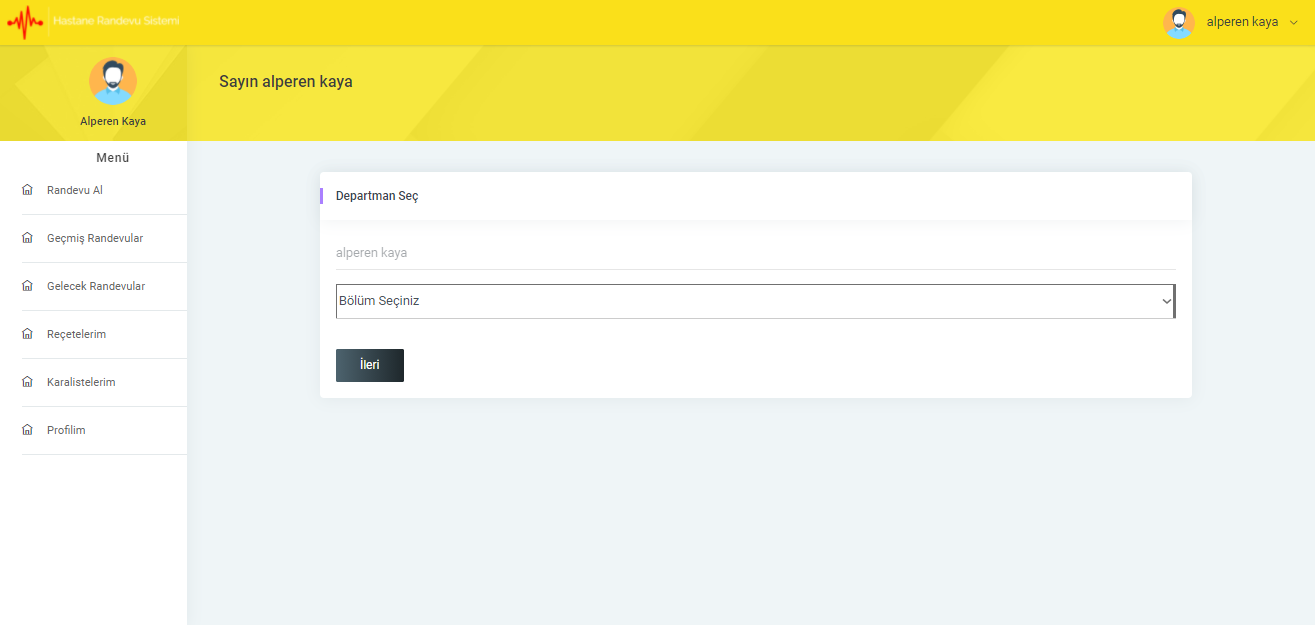 Hastane Randevu Sistemi
alperen kaya
Alperen Kaya
Sayın alperen kaya
Menü
Randevu Al
Geçmiş Randevular
Gelecek Randevular
Reçetelerim
Karalistelerim
Profilim
Departman Seç
alperen kaya
Bölüm Seçiniz
İleri